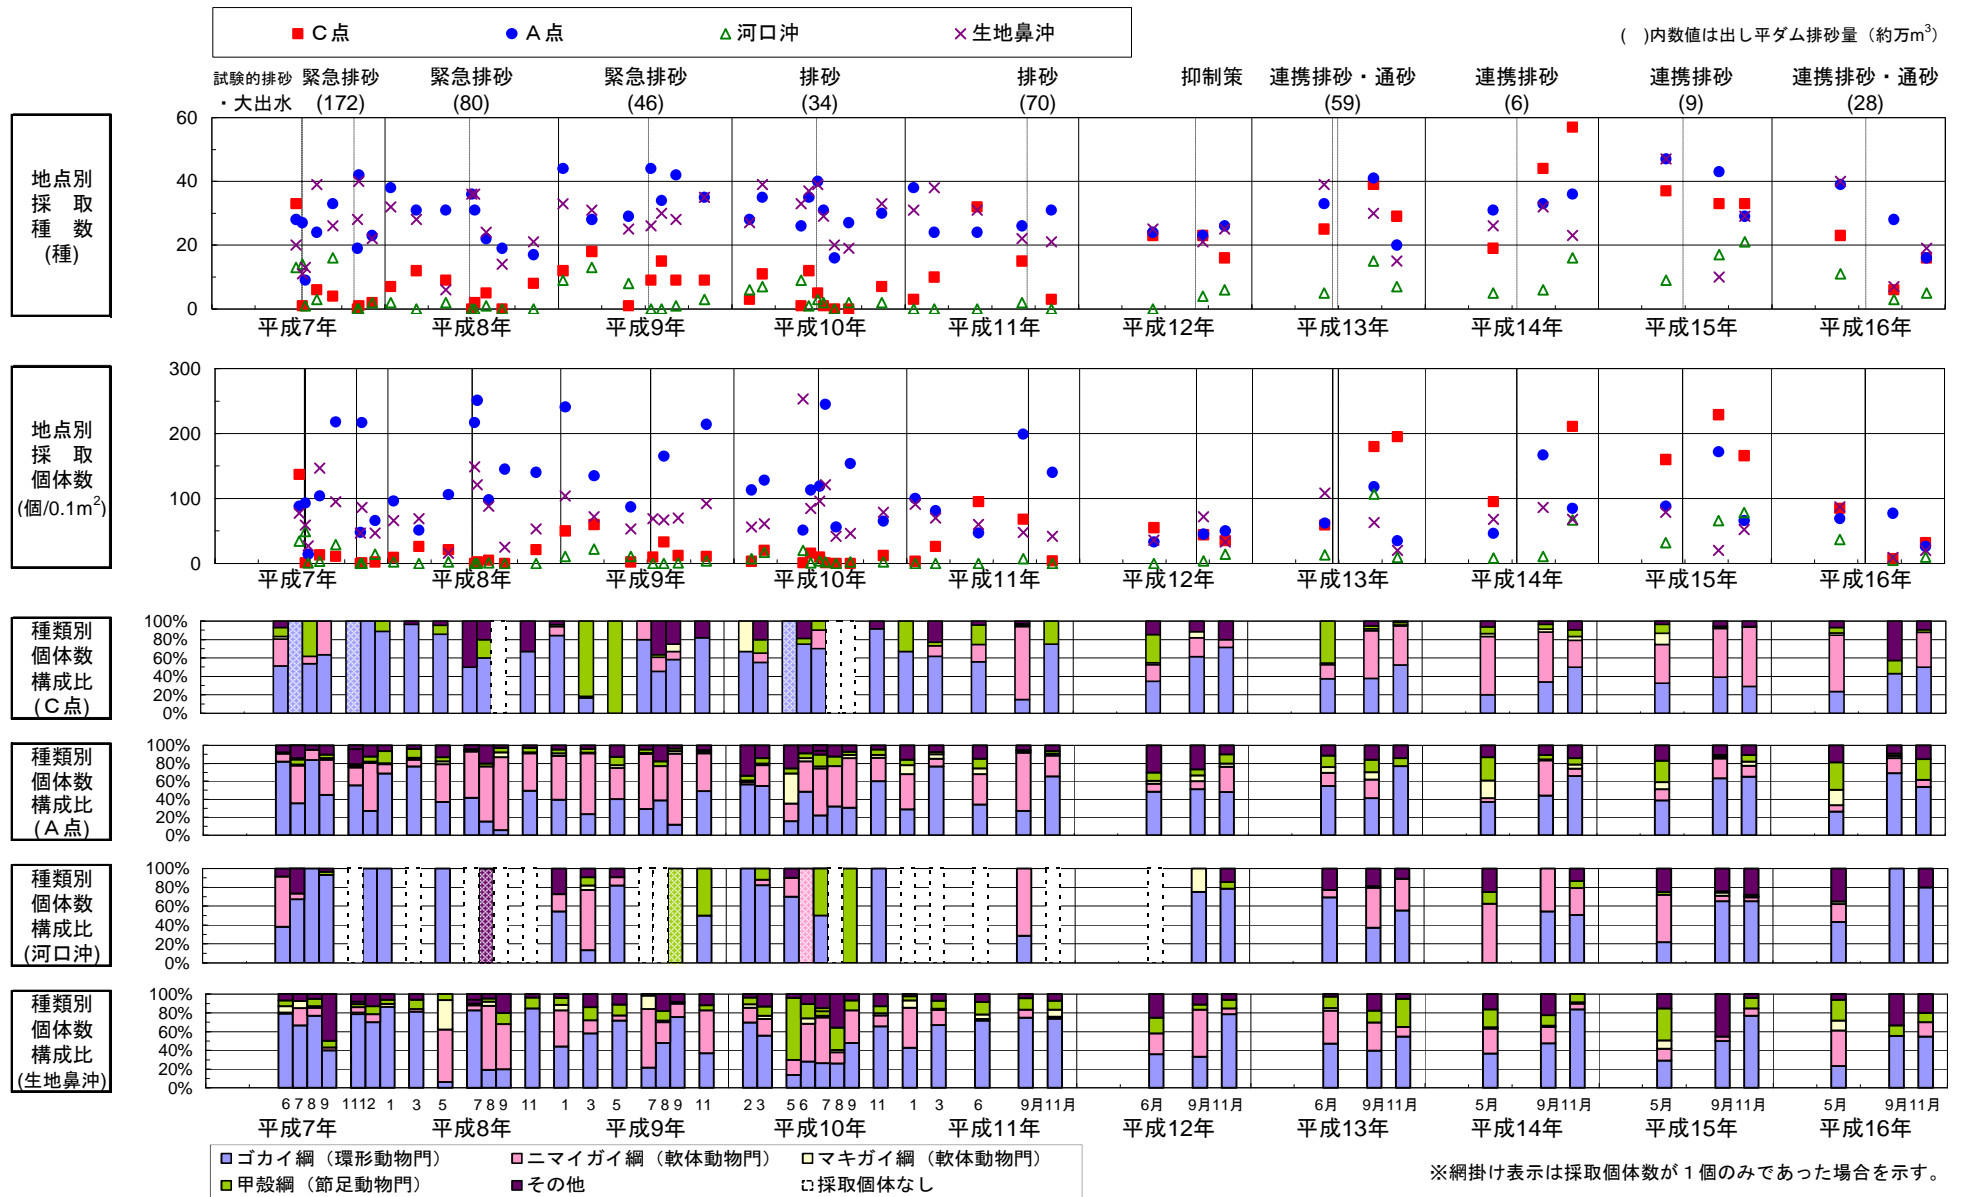 ■ C点 ● A点 △ 河口沖 × 生地鼻沖
(　)内数値は出し平ダム排砂量（約万m³）
試験的排砂 緊急排砂 緊急排砂 緊急排砂 排砂 排砂 抑制策 連携排砂・通砂 連携排砂 連携排砂 連携排砂・通砂
・大出水 (172) (80) (46) (34) (70) (59) (6) (9) (28)
地点別
採　取
種　数
(種)
60
40
20
0
平成7年 平成8年 平成9年 平成10年 平成11年 平成12年 平成13年 平成14年 平成15年 平成16年
地点別
採　取
個体数
(個/0.1m²)
300
200
100
0
平成7年 平成8年 平成9年 平成10年 平成11年 平成12年 平成13年 平成14年 平成15年 平成16年
種類別
個体数
構成比
(C点)
100%
80%
60%
40%
20%
0%
種類別
個体数
構成比
(A点)
100%
80%
60%
40%
20%
0%
種類別
個体数
構成比
(河口沖)
100%
80%
60%
40%
20%
0%
種類別
個体数
構成比
(生地鼻沖)
100%
80%
60%
40%
20%
0%
6 7 8 9 11 12 1 3 5 7 8 9 11 1 3 5 7 8 9 11 2 3 5 6 7 8 9 11 1 3 6 9月 11月 6月 9月 11月 6月 9月 11月 5月 9月 11月 5月 9月 11月 5月 9月 11月
平成7年 平成8年 平成9年 平成10年 平成11年 平成12年 平成13年 平成14年 平成15年 平成16年
ゴカイ綱（環形動物門） ニマイガイ綱（軟体動物門） マキガイ綱（軟体動物門）
甲殻綱（節足動物門） その他 採取個体なし
※網掛け表示は採取個体数が１個のみであった場合を示す。